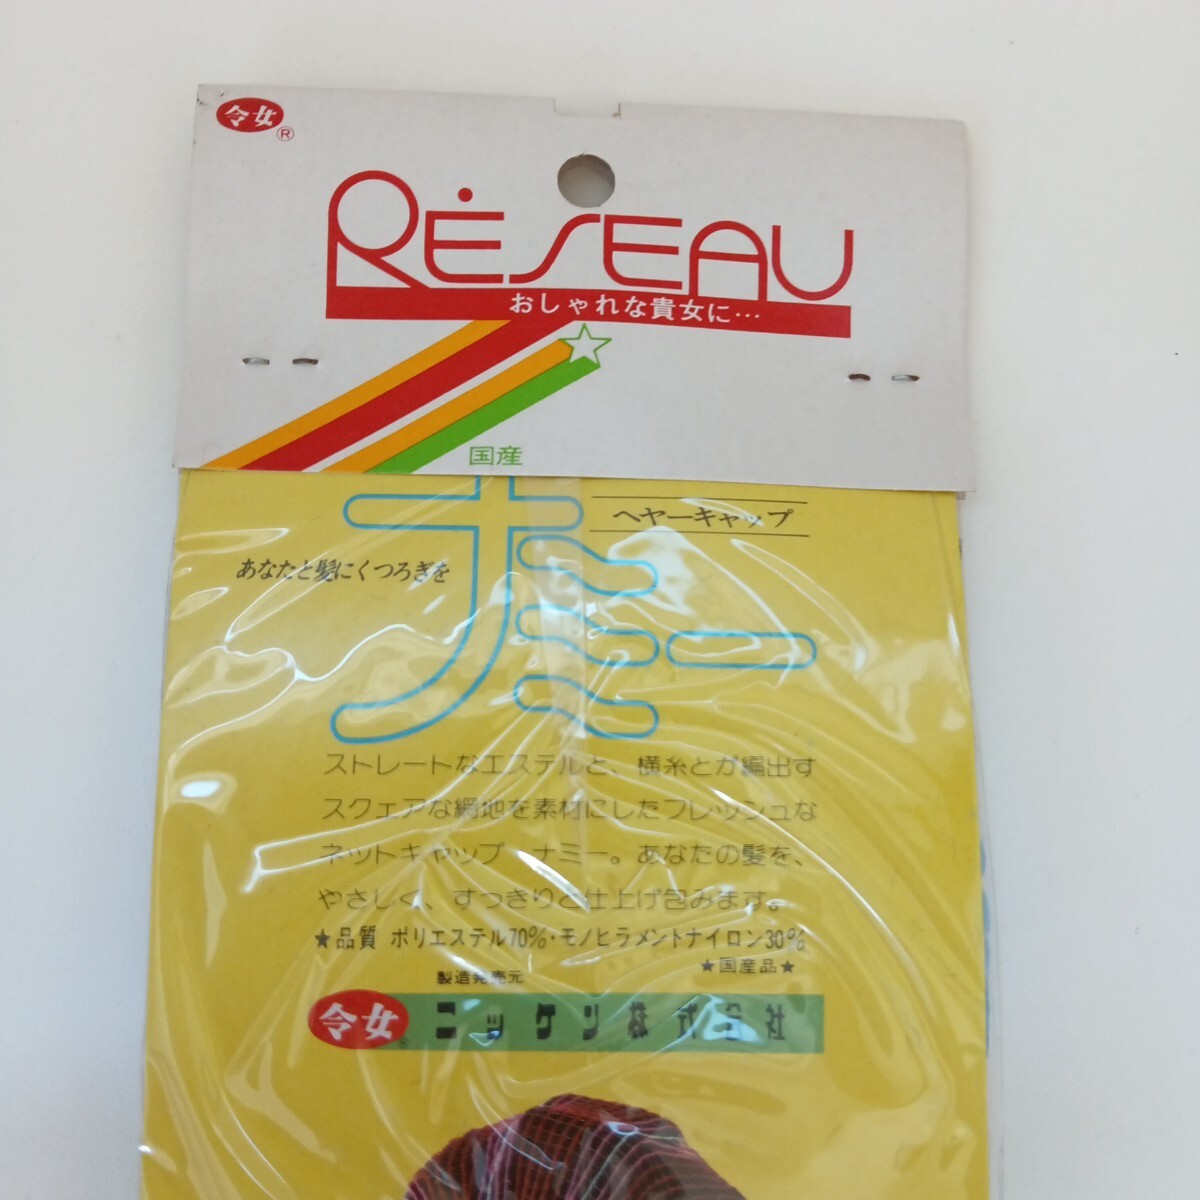 令女®
RÉSEAU
おしゃれな貴女に…
国産
ヘヤーキャップ
あなたと髪にくつろぎを
ナミー
ストレートなエステルと、横糸とが編出す
スクェアな網地を素材にしたフレッシュな
ネットキャップ ナミー。あなたの髪を、
やさしく、すっきりと仕上げ包みます。
★品質 ポリエステル70%・モノヒラメントナイロン30%
★国産品★
製造発売元
令女® ニッケン株式会社